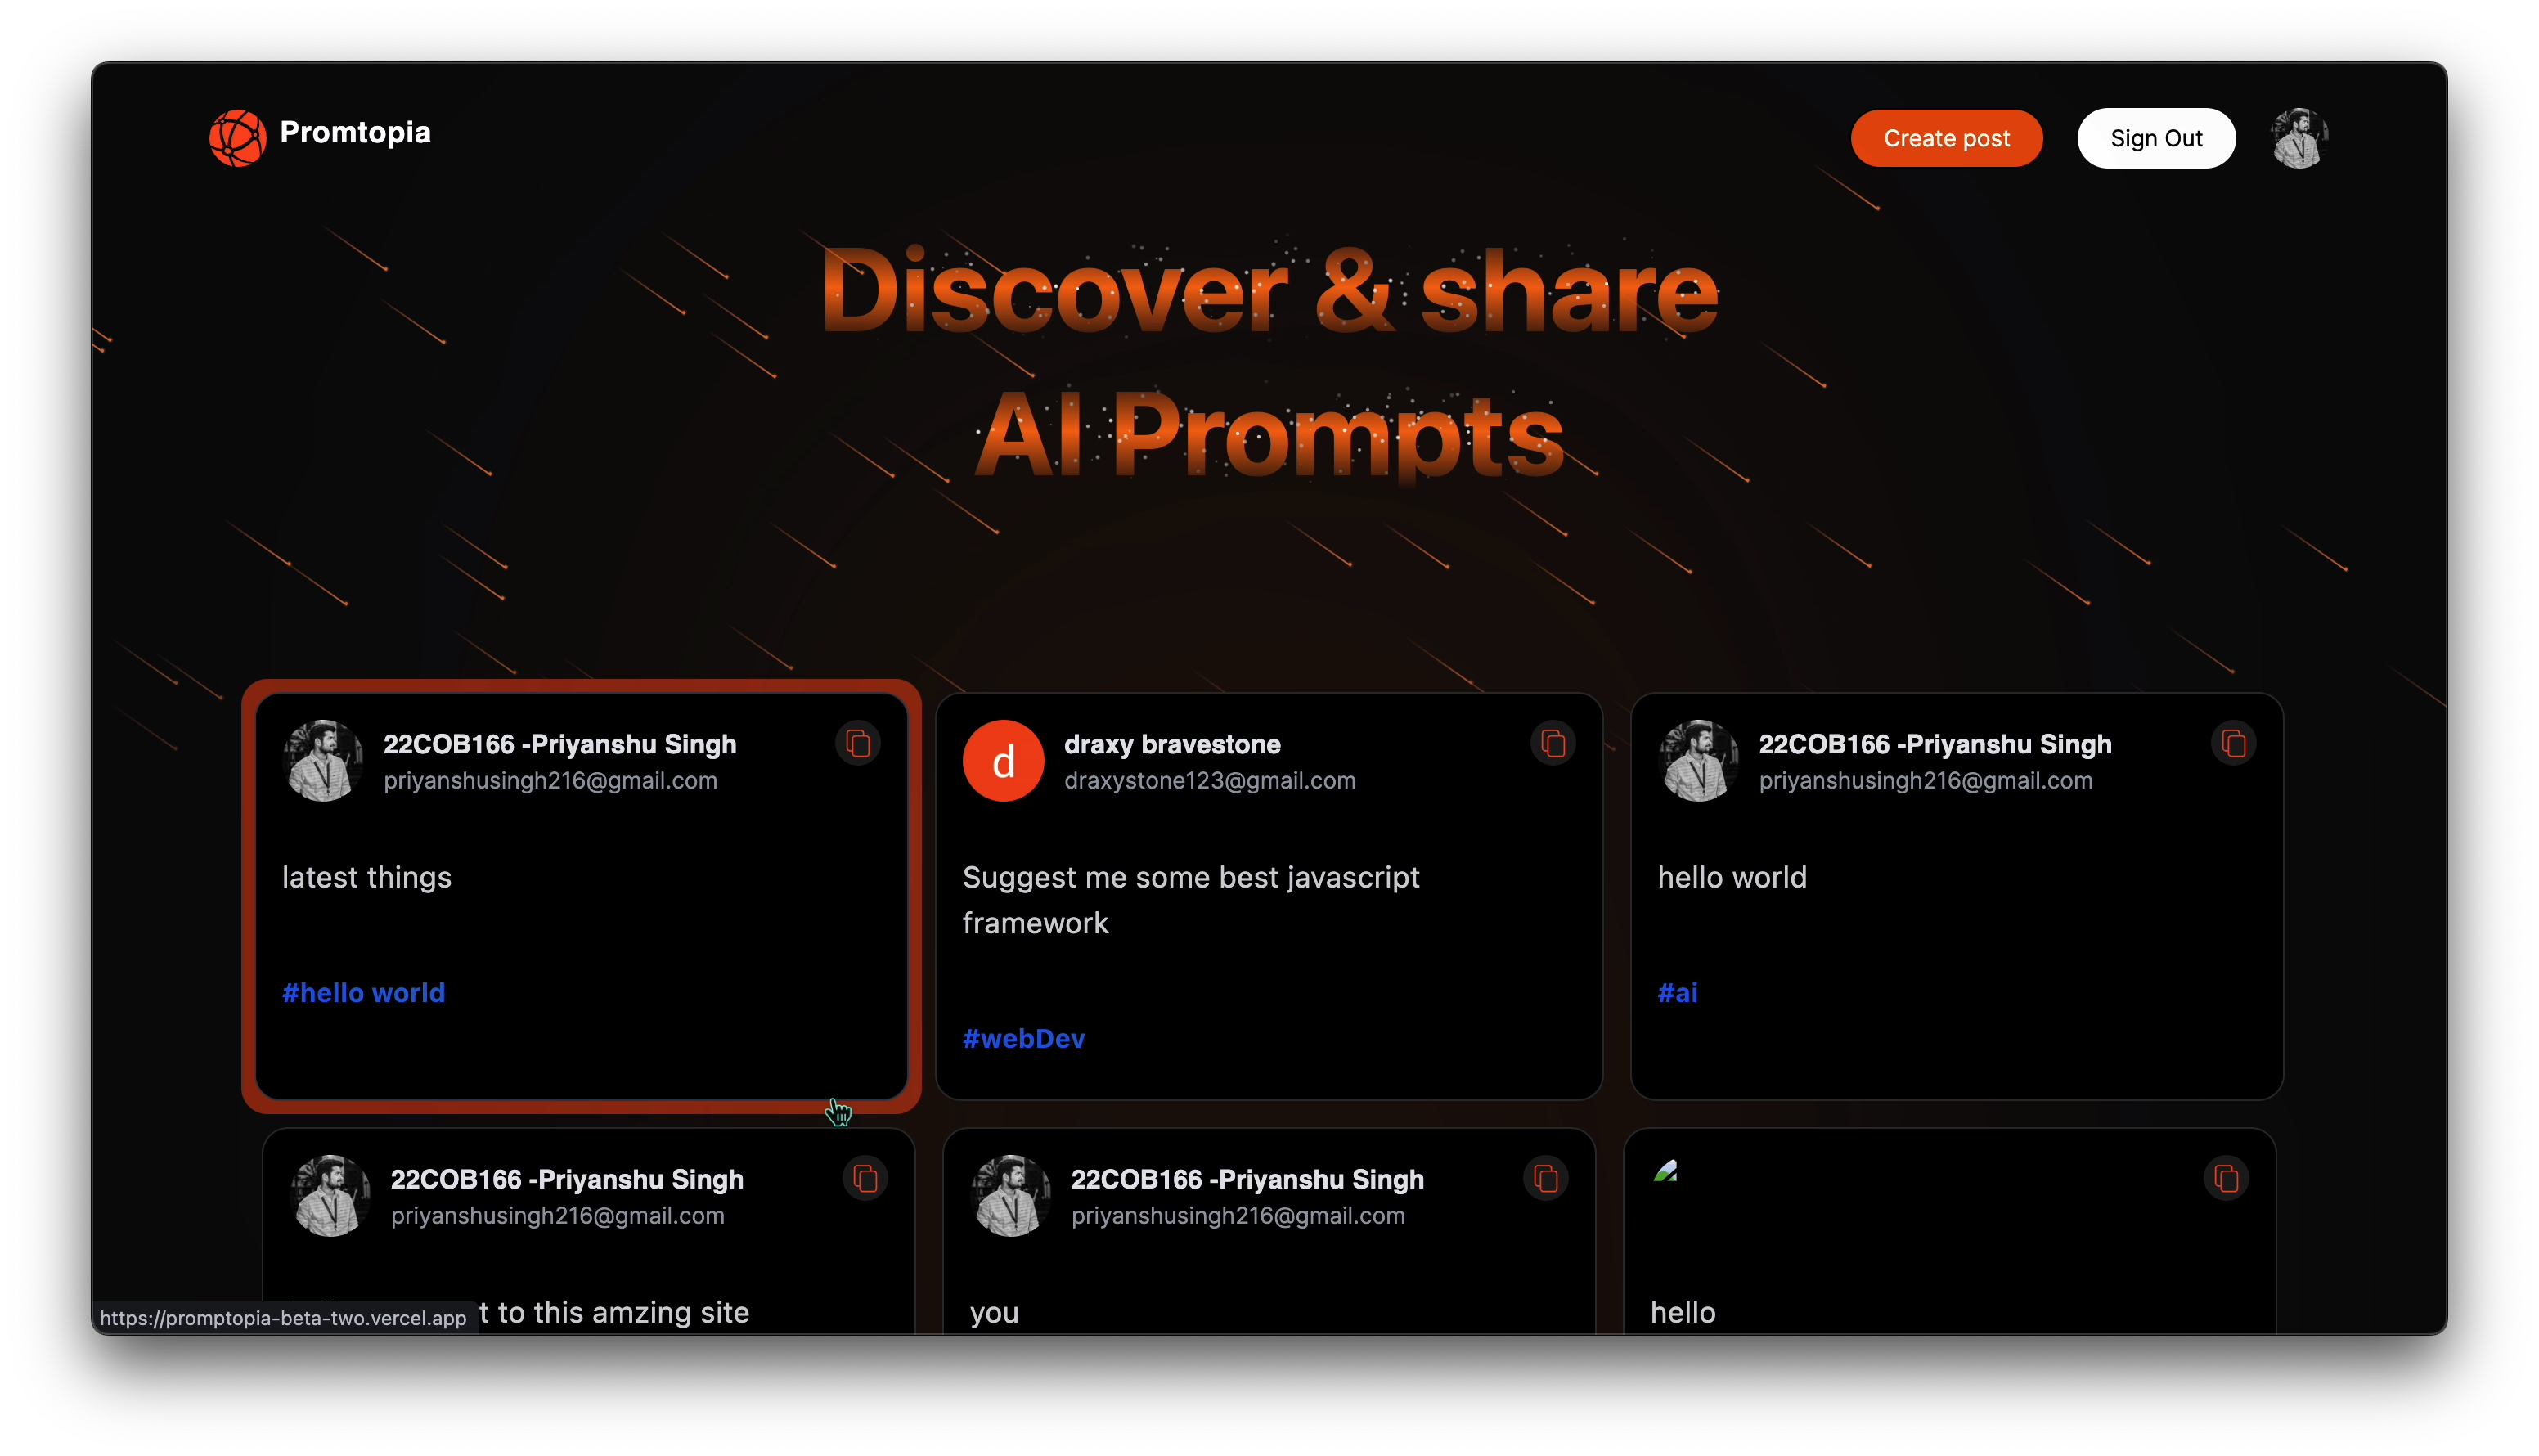 Promtopia
Create post
Sign Out
Discover & share
AI Prompts
22COB166 -Priyanshu Singh
priyanshusingh216@gmail.com
latest things
#hello world
d
draxy bravestone
draxystone123@gmail.com
Suggest me some best javascript
framework
#webDev
22COB166 -Priyanshu Singh
priyanshusingh216@gmail.com
hello world
#ai
22COB166 -Priyanshu Singh
priyanshusingh216@gmail.com
to this amzing site
22COB166 -Priyanshu Singh
priyanshusingh216@gmail.com
you
hello
https://promptopia-beta-two.vercel.app